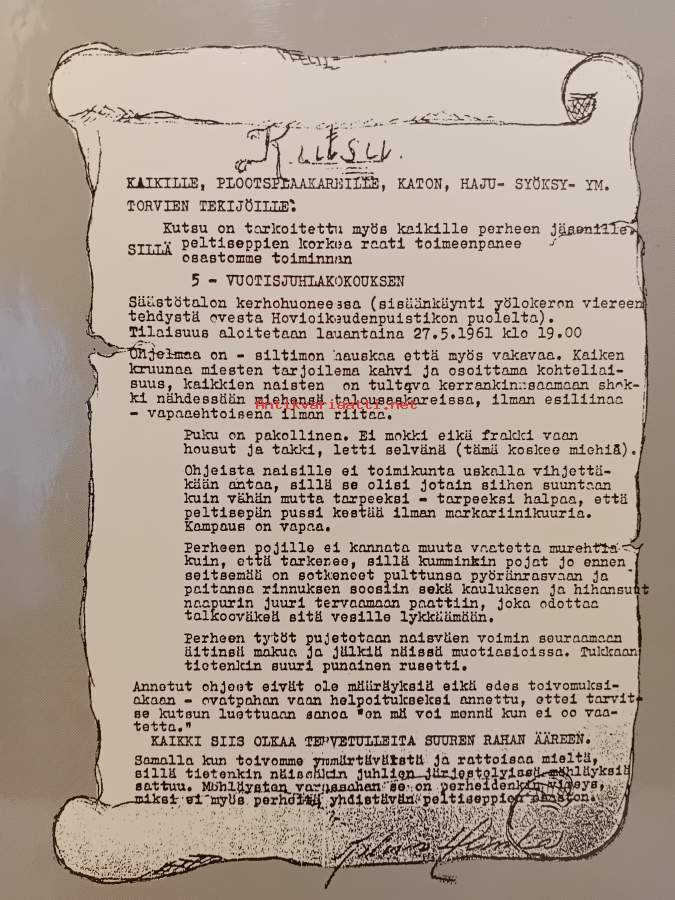 Kutsu.
KAIKILLE, PLOOTSPLAAKAREILLE, KATON, HAJU- SYÖKSY- YM.
TORVIEN TEKIJÖILLE:
Kutsu on tarkoitettu myös kaikille perheen jäsenille,
SILLÄ peltiseppien korkea raati toimeenpanee
osastomme toiminnan
5 - VUOTISJUHLAKOKOUKSEN
Säästötalon kerhohuoneessa (sisäänkäynti yölokeron viereen
tehdystä ovesta Hovioikeudenpuistikon puolelta).
Tilaisuus aloitetaan lauantaina 27.5.1961 klo 19.00
Ohjelmaa on - siltimon hauskaa että myös vakavaa. Kaiken
kruunaa miesten tarjoilema kahvi ja osoittama kohteliai-
suus, kaikkien naisten on tultava kerrankin saamaan shok-
ki nähdessään miehensä talousaskareissa, ilman esiliinaa
- vapaaehtoisena ilman riitaa.
Antikvariaatti.net
Puku on pakollinen. Ei mokki eikä frakki vaan
housut ja takki, letti selvänä (tämä koskee miehiä).
Ohjeista naisille ei toimikunta uskalla vihjettä-
kään antaa, sillä se olisi jotain siihen suuntaan
kuin vähän mutta tarpeeksi - tarpeeksi halpaa, että
peltisepän pussi kestää ilman markariinikuuria.
Kampaus on vapaa.
Perheen pojille ei kannata muuta vaatetta murehtia
kuin, että tarkenee, sillä kumminkin pojat jo ennen
seitsemää on sotkeneet pulttunsa pyöränrasvaan ja
paitansa rinnuksen soosiin sekä kauluksen ja hihansuut
naapurin juuri tervaamaan paattiin, joka odottaa
talkooväkeä sitä vesille lykkäämään.
Perheen tytöt pujetotaan naisväen voimin seuraamaan
äitinsä makua ja jälkiä näissä muotiasioissa. Tukkaan
tietenkin suuri punainen rusetti.
Annetut ohjeet eivät ole määräyksiä eikä edes toivomuksi-
akaan - ovatpahan vaan helpoitukseksi annettu, ettei tarvit-
se kutsun luettuaan sanoa "en mä voi mennä kun ei oo vaa-
tetta."
KAIKKI SIIS OLKAA TERVETULLEITA SUUREN RAHAN ÄÄREEN.
Samalla kun toivomme ymmärtäväistä ja rattoisaa mieltä,
sillä tietenkin näissäkin juhlien järjestelyissä möhläyksiä
sattuu. Möhläysten varassahan se on perheidenkin yhteys,
miksi ei myös perhoitä yhdistävän peltiseppien osaston.